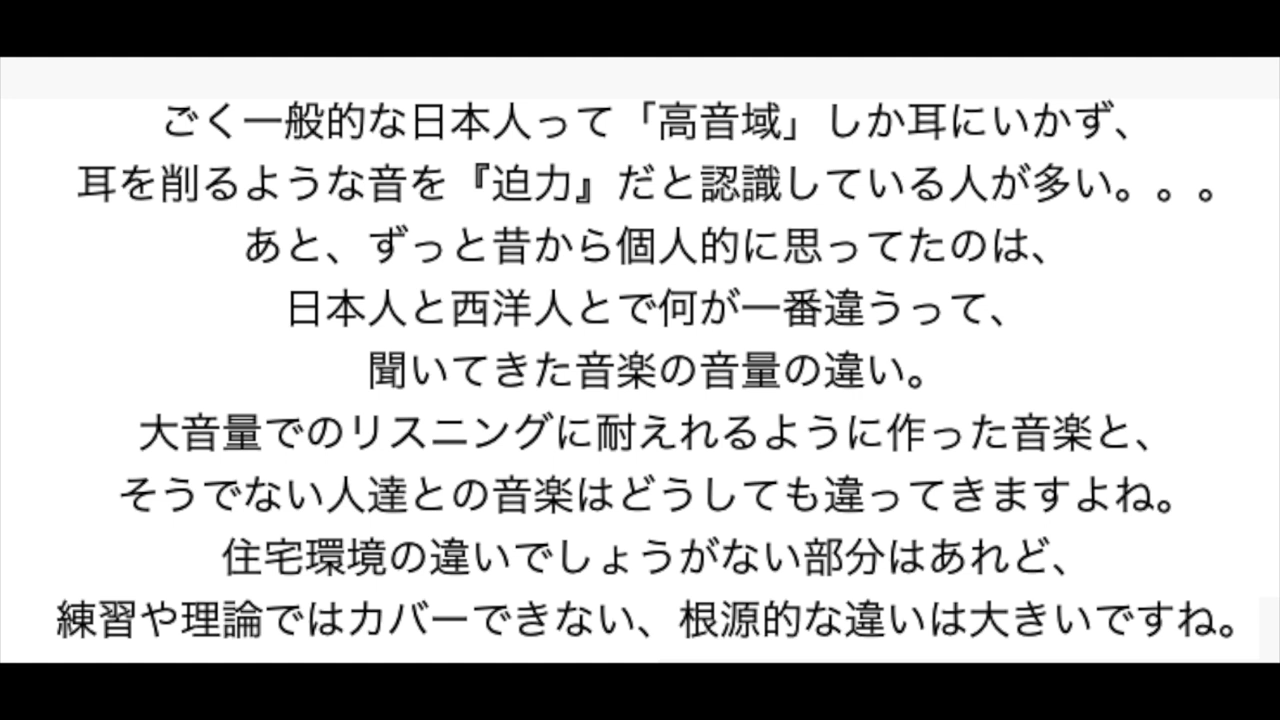 ごく一般的な日本人って「高音域」しか耳にいかず、
耳を削るような音を『迫力』だと認識している人が多い。。。
あと、ずっと昔から個人的に思ってたのは、
日本人と西洋人とで何が一番違うって、
聞いてきた音楽の音量の違い。
大音量でのリスニングに耐えれるように作った音楽と、
そうでない人達との音楽はどうしても違ってきますよね。
住宅環境の違いでしょうがない部分はあれど、
練習や理論ではカバーできない、根源的な違いは大きいですね。